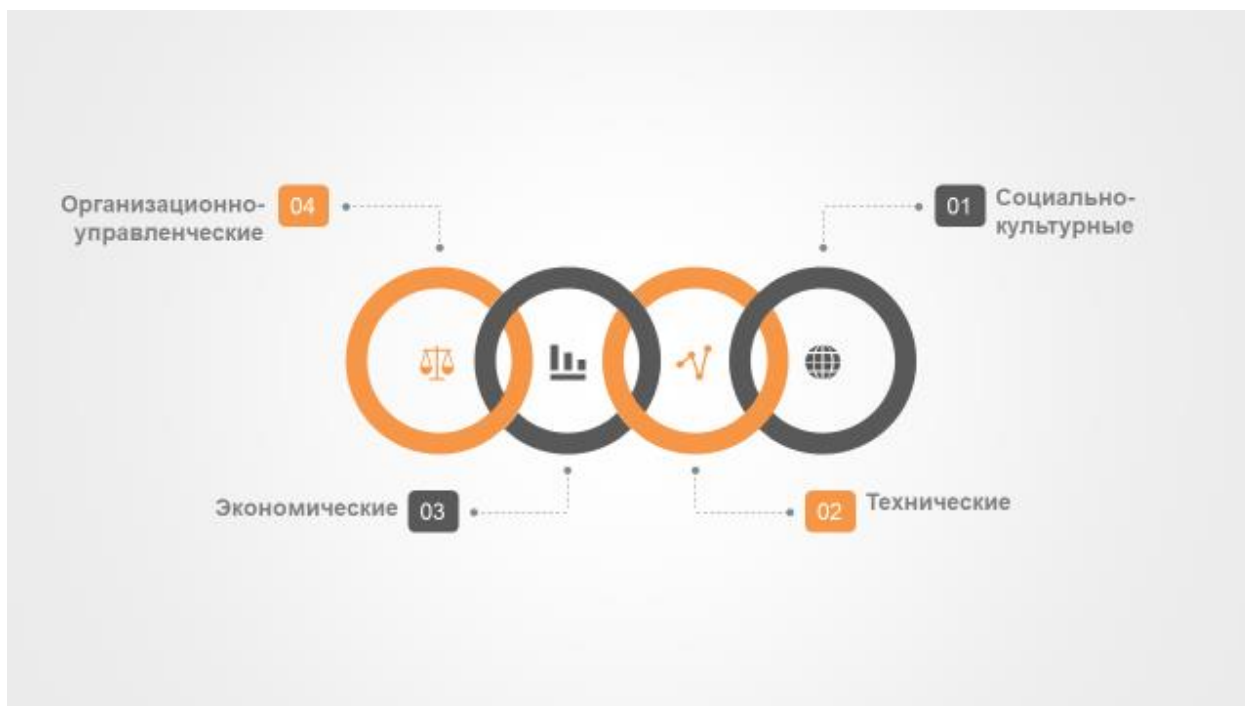 Организационно-
управленческие
04
01
Социально-
культурные
Экономические
03
02
Технические